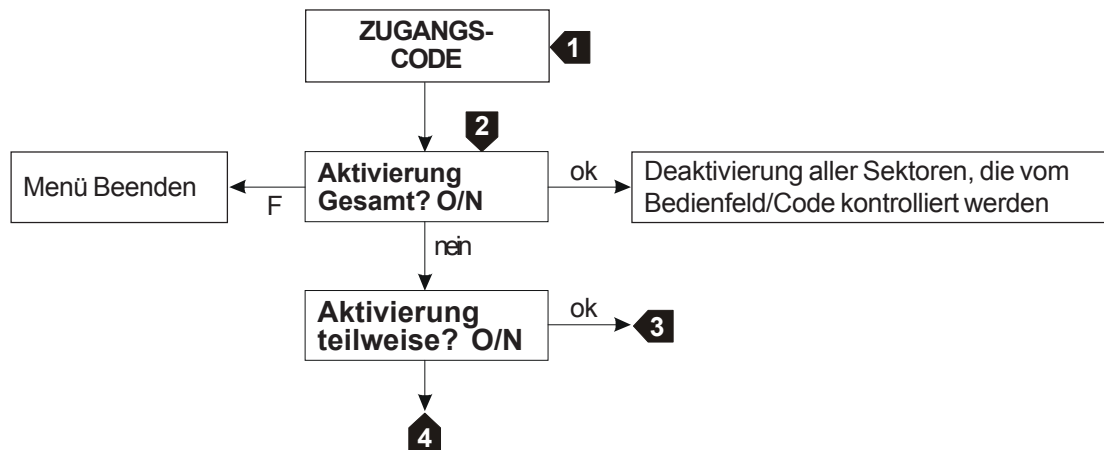 ZUGANGS-
CODE
1
2
Menü Beenden
F
Aktivierung
Gesamt? O/N
ok
Deaktivierung aller Sektoren, die vom
Bedienfeld/Code kontrolliert werden
nein
Aktivierung
teilweise? O/N
ok
3
4